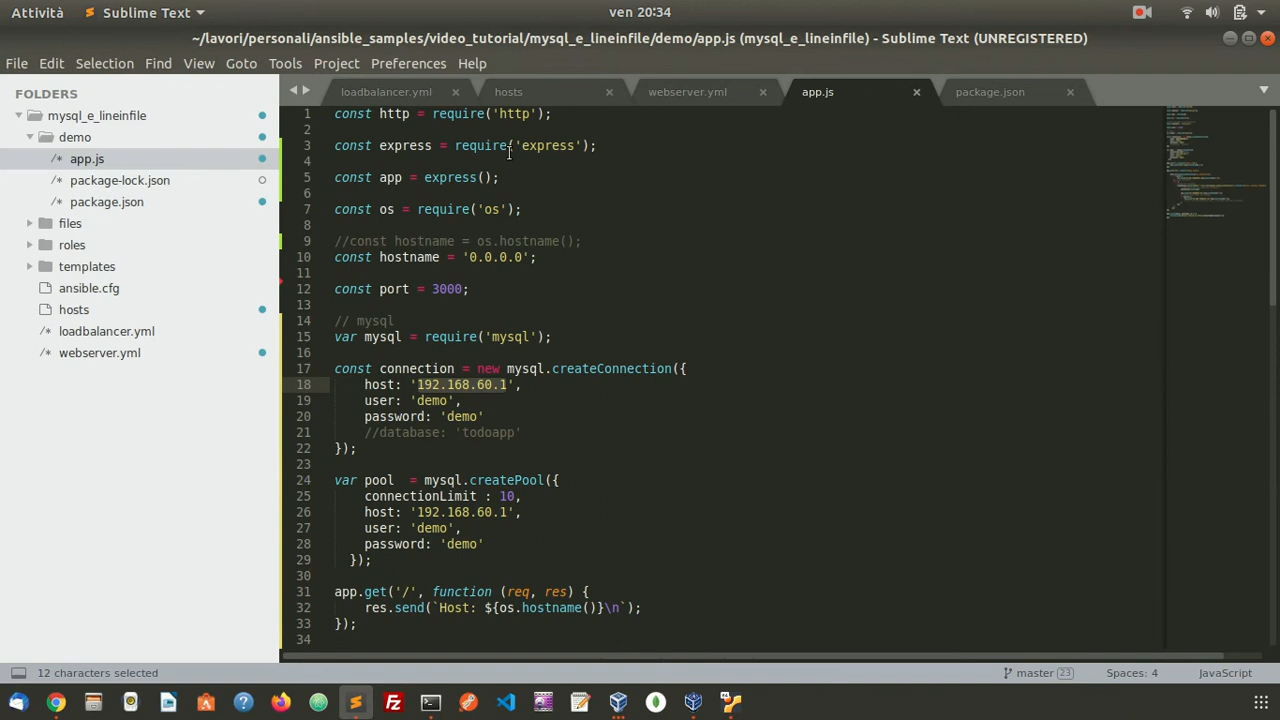 Attività
Sublime Text
ven 20:34
~/lavori/personali/ansible_samples/video_tutorial/mysql_e_lineinfile/demo/app.js (mysql_e_lineinfile) - Sublime Text (UNREGISTERED)
File Edit Selection Find View Goto Tools Project Preferences Help
FOLDERS
mysql_e_lineinfile
demo
/* app.js
/* package-lock.json
/* package.json
files
roles
templates
ansible.cfg
hosts
/* loadbalancer.yml
/* webserver.yml
loadbalancer.yml × hosts × webserver.yml × app.js × package.json ×
1 const http = require('http');
2
3 const express = require('express');
4
5 const app = express();
6
7 const os = require('os');
8
9 //const hostname = os.hostname();
10 const hostname = '0.0.0.0';
11
12 const port = 3000;
13
14 // mysql
15 var mysql = require('mysql');
16
17 const connection = new mysql.createConnection({
18 host: '192.168.60.1',
19 user: 'demo',
20 password: 'demo'
21 //database: 'todoapp'
22 });
23
24 var pool  = mysql.createPool({
25 connectionLimit : 10,
26 host: '192.168.60.1',
27 user: 'demo',
28 password: 'demo'
29 });
30
31 app.get('/', function (req, res) {
32 res.send(`Host: ${os.hostname()}\n`);
33 });
34
12 characters selected
master 23
Spaces: 4
JavaScript